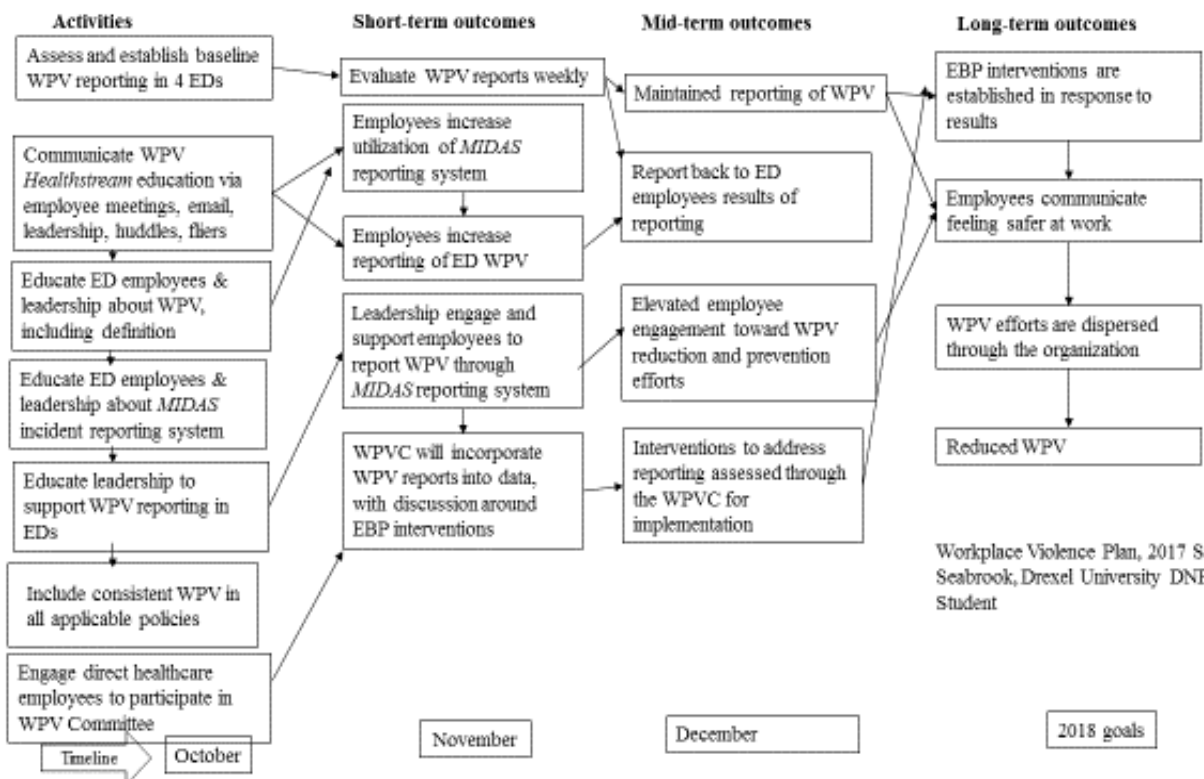 Activities
Assess and establish baseline
WPV reporting in 4 EDs
Communicate WPV
Healthstream education via
employee meetings, email,
leadership, huddles, fliers
Educate ED employees &
leadership about WPV,
including definition
Educate ED employees &
leadership about MIDAS
incident reporting system
Educate leadership to
support WPV reporting in
EDs
Include consistent WPV in
all applicable policies
Engage direct healthcare
employees to participate in
WPV Committee
Timeline
October
Short-term outcomes
Evaluate WPV reports weekly
Employees increase
utilization of MIDAS
reporting system
Employees increase
reporting of ED WPV
Leadership engage and
support employees to
report WPV through
MIDAS reporting system
WPVC will incorporate
WPV reports into data,
with discussion around
EBP interventions
November
Mid-term outcomes
Maintained reporting of WPV
Report back to ED
employees results of
reporting
Elevated employee
engagement toward WPV
reduction and prevention
efforts
Interventions to address
reporting assessed through
the WPVC for
implementation
December
Long-term outcomes
EBP interventions are
established in response to
results
Employees communicate
feeling safer at work
WPV efforts are dispersed
through the organization
Reduced WPV
Workplace Violence Plan, 2017 S
Seabrook, Drexel University
Student
2018 goals